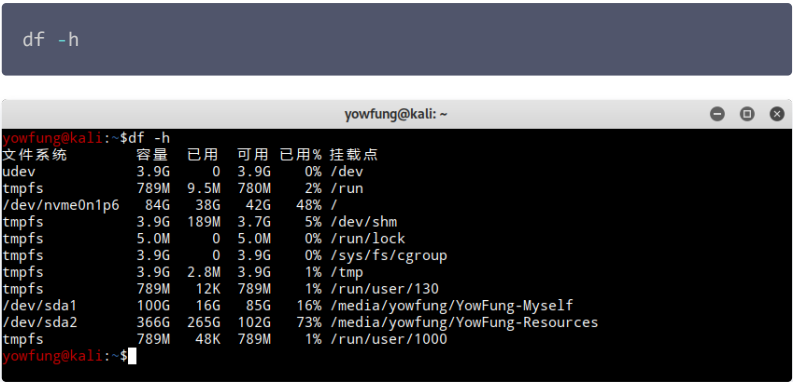 df -h
yowfung@kali: ~
yowfung@kali:~$df -h
文件系统 容量 已用 可用 已用% 挂载点
udev 3.9G 0 3.9G 0% /dev
tmpfs 789M 9.5M 780M 2% /run
/dev/nvme0n1p6 84G 38G 42G 48% /
tmpfs 3.9G 189M 3.7G 5% /dev/shm
tmpfs 5.0M 0 5.0M 0% /run/lock
tmpfs 3.9G 0 3.9G 0% /sys/fs/cgroup
tmpfs 3.9G 2.8M 3.9G 1% /tmp
tmpfs 789M 12K 789M 1% /run/user/130
/dev/sda1 100G 16G 85G 16% /media/yowfung/YowFung-Myself
/dev/sda2 366G 265G 102G 73% /media/yowfung/YowFung-Resources
tmpfs 789M 48K 789M 1% /run/user/1000
yowfung@kali:~$